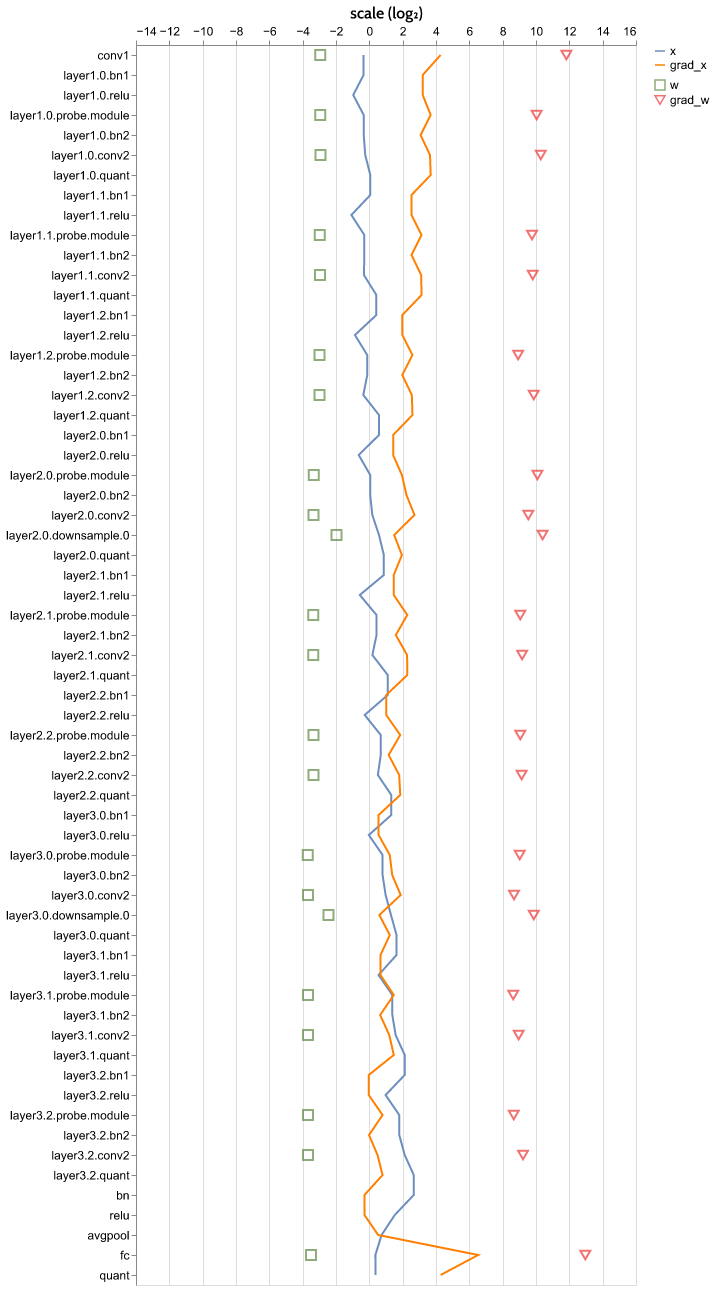 scale (log₂)
−14 −12 −10 −8 −6 −4 −2 0 2 4 6 8 10 12 14 16
x
grad_x
w
grad_w
conv1
layer1.0.bn1
layer1.0.relu
layer1.0.probe.module
layer1.0.bn2
layer1.0.conv2
layer1.0.quant
layer1.1.bn1
layer1.1.relu
layer1.1.probe.module
layer1.1.bn2
layer1.1.conv2
layer1.1.quant
layer1.2.bn1
layer1.2.relu
layer1.2.probe.module
layer1.2.bn2
layer1.2.conv2
layer1.2.quant
layer2.0.bn1
layer2.0.relu
layer2.0.probe.module
layer2.0.bn2
layer2.0.conv2
layer2.0.downsample.0
layer2.0.quant
layer2.1.bn1
layer2.1.relu
layer2.1.probe.module
layer2.1.bn2
layer2.1.conv2
layer2.1.quant
layer2.2.bn1
layer2.2.relu
layer2.2.probe.module
layer2.2.bn2
layer2.2.conv2
layer2.2.quant
layer3.0.bn1
layer3.0.relu
layer3.0.probe.module
layer3.0.bn2
layer3.0.conv2
layer3.0.downsample.0
layer3.0.quant
layer3.1.bn1
layer3.1.relu
layer3.1.probe.module
layer3.1.bn2
layer3.1.conv2
layer3.1.quant
layer3.2.bn1
layer3.2.relu
layer3.2.probe.module
layer3.2.bn2
layer3.2.conv2
layer3.2.quant
bn
relu
avgpool
fc
quant